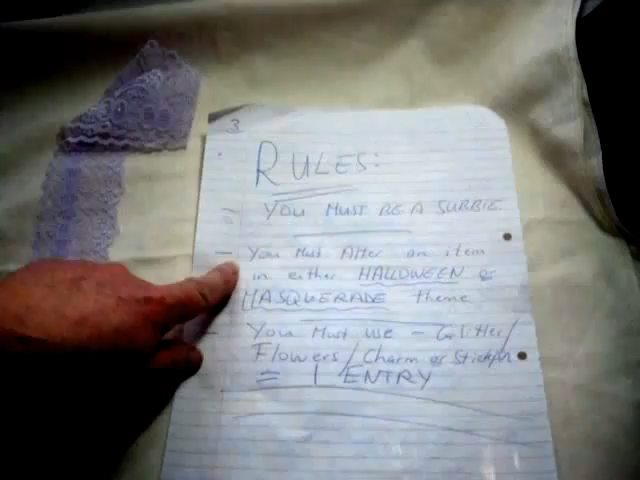 3
RULES:
- YOU MUST BE A SUBBIE
- You Must Alter an item
in either HALLOWEEN or
MASQUERADE theme
- You Must use - Glitter/
Flowers/Charm or Stickpin
= 1 ENTRY